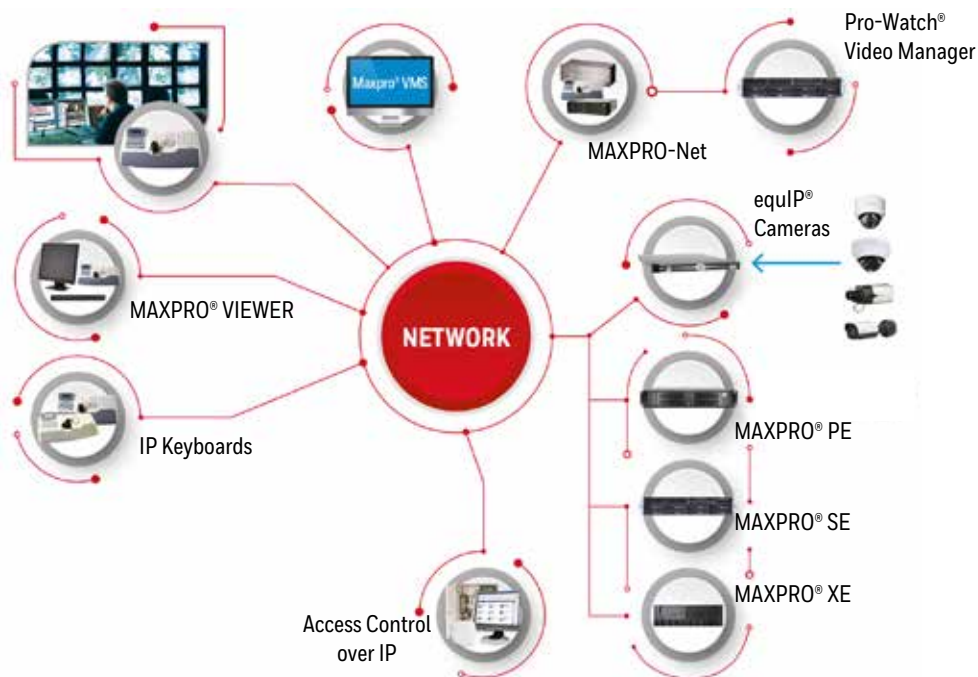 Pro-Watch®
Video Manager
Maxpro® VMS
MAXPRO-Net
equIP®
Cameras
MAXPRO® VIEWER
NETWORK
IP Keyboards
MAXPRO® PE
MAXPRO® SE
MAXPRO® XE
Access Control
over IP